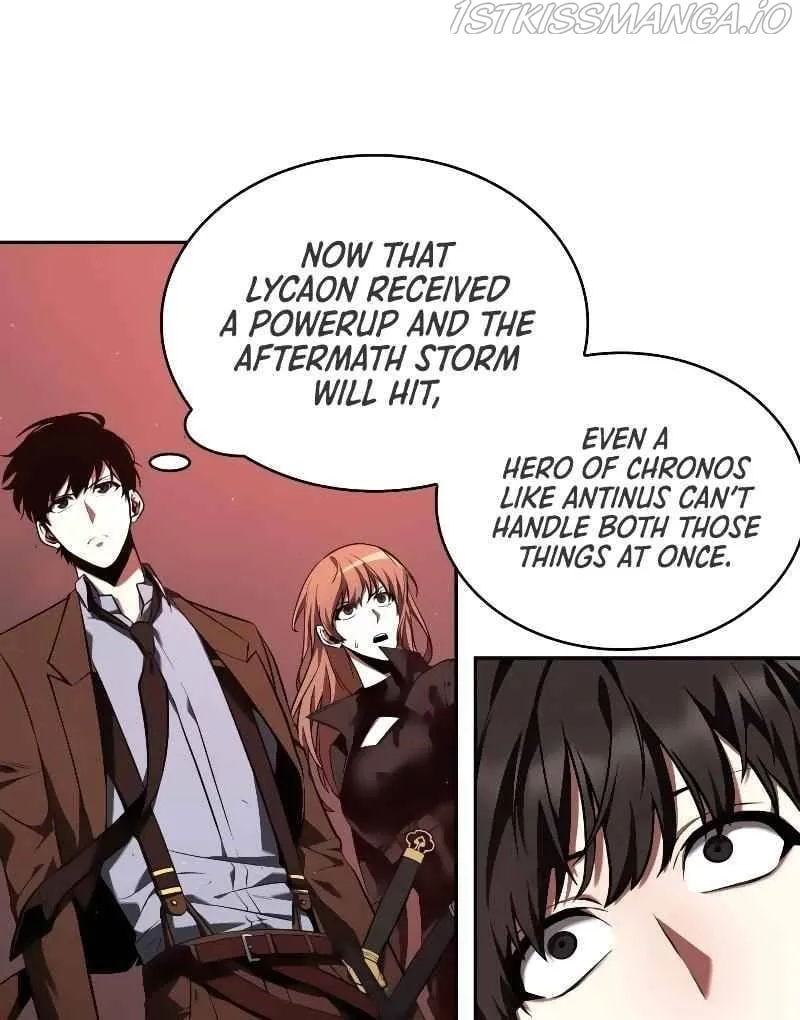 1STKISSMANGA.IO
NOW THAT
LYCAON RECEIVED
A POWERUP AND THE
AFTERMATH STORM
WILL HIT,
EVEN A
HERO OF CHRONOS
LIKE ANTINUS CAN'T
HANDLE BOTH THOSE
THINGS AT ONCE.